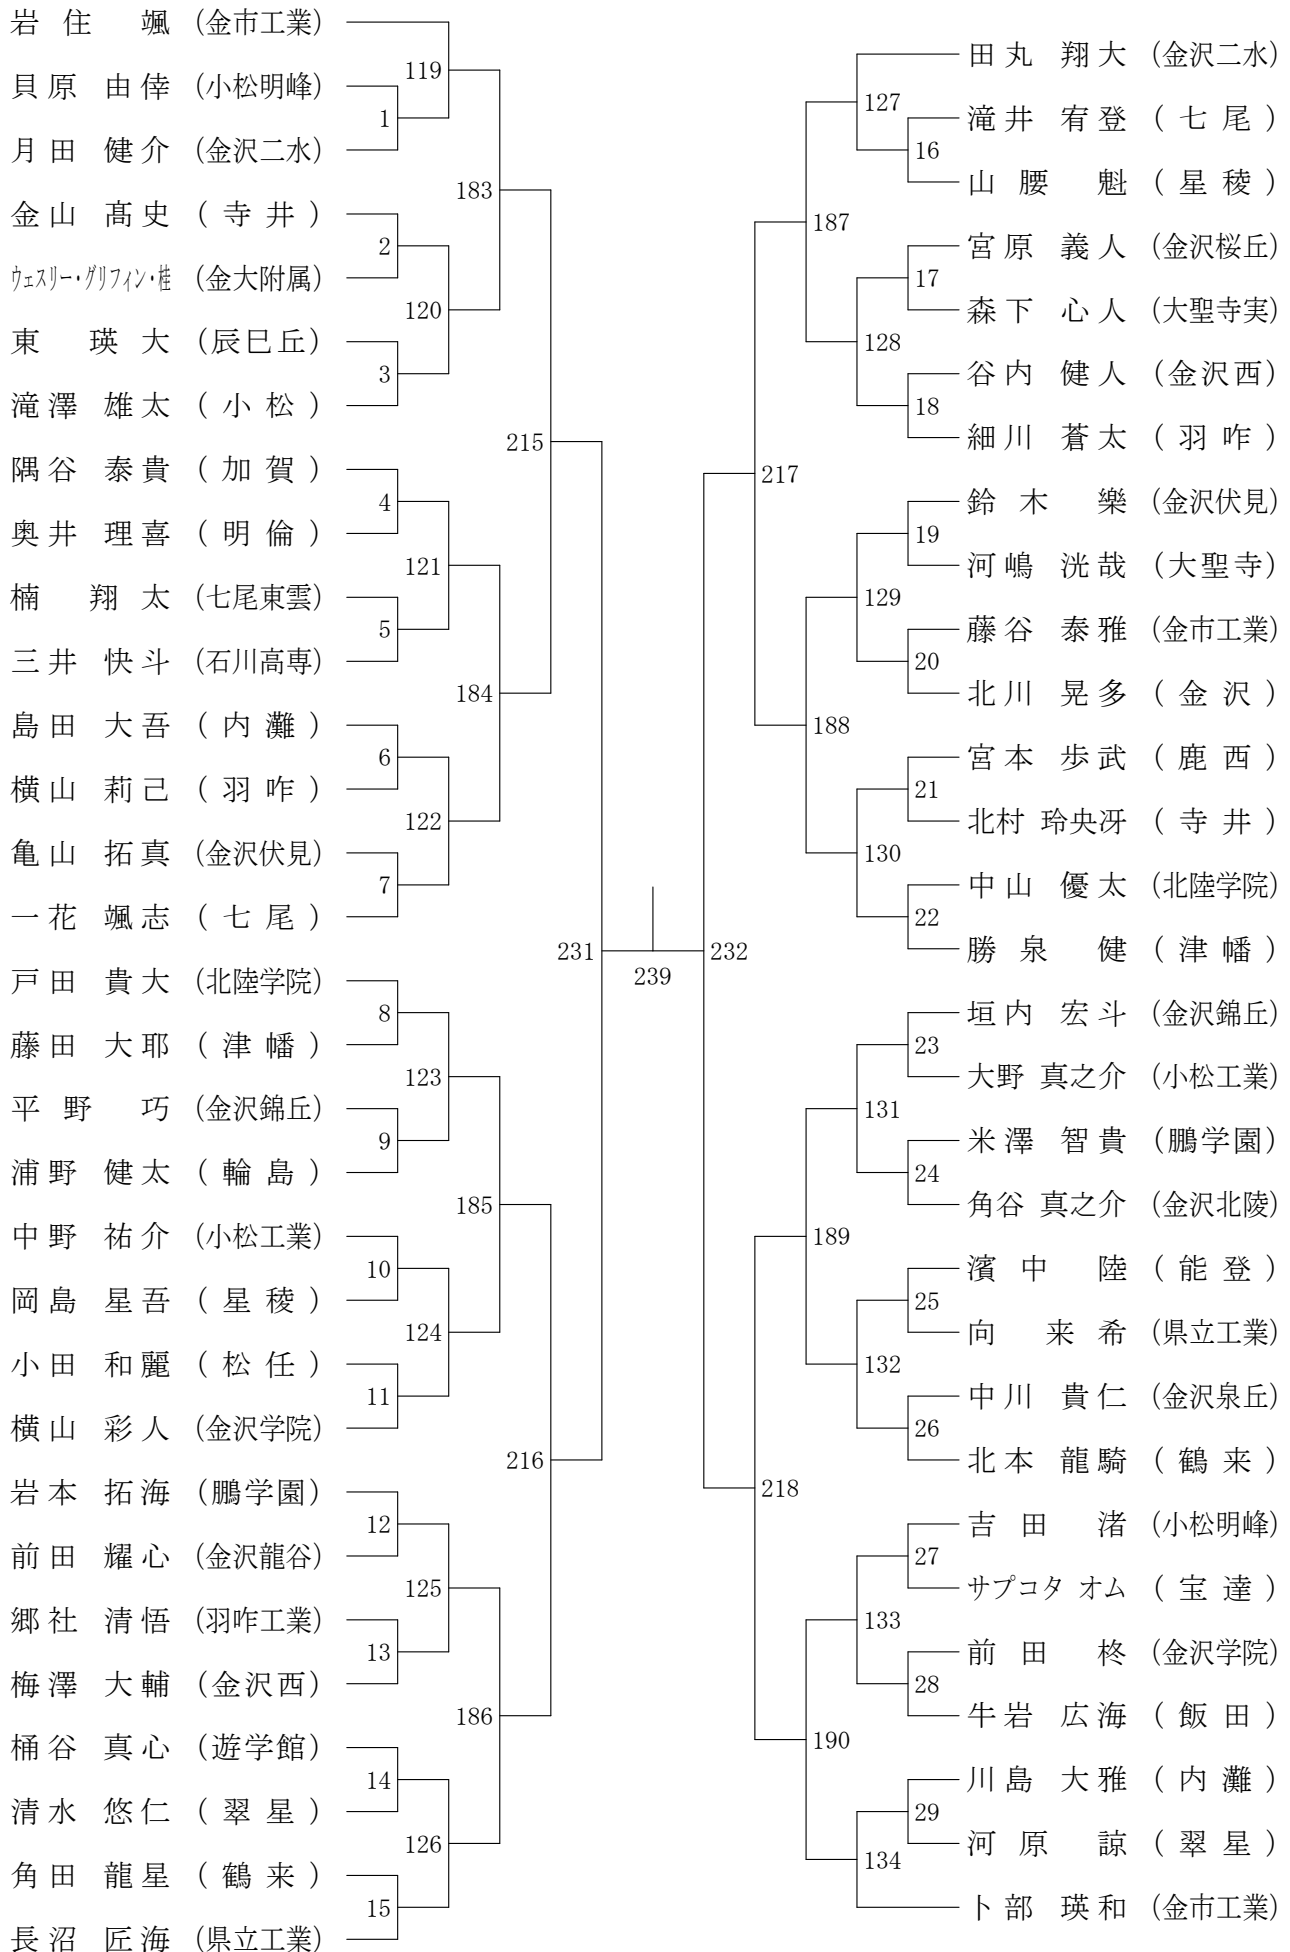 岩住 颯 (金市工業)
貝原 由倖 (小松明峰)
月田 健介 (金沢二水)
金山 髙史 (寺井)
ウェスリー・グリフィン・桂 (金大附属)
東 瑛大 (辰巳丘)
滝澤 雄太 (小松)
隅谷 泰貴 (加賀)
奥井 理喜 (明倫)
楠 翔太 (七尾東雲)
三井 快斗 (石川高専)
島田 大吾 (内灘)
横山 莉己 (羽咋)
亀山 拓真 (金沢伏見)
一花 颯志 (七尾)
戸田 貴大 (北陸学院)
藤田 大耶 (津幡)
平野 巧 (金沢錦丘)
浦野 健太 (輪島)
中野 祐介 (小松工業)
岡島 星吾 (星稜)
小田 和麗 (松任)
横山 彩人 (金沢学院)
岩本 拓海 (鵬学園)
前田 耀心 (金沢龍谷)
郷社 清悟 (羽咋工業)
梅澤 大輔 (金沢西)
桶谷 真心 (遊学館)
清水 悠仁 (翠星)
角田 龍星 (鶴来)
長沼 匠海 (県立工業)
1
2
3
4
5
6
7
8
9
10
11
12
13
14
15
119
120
121
122
123
124
125
126
183
184
185
186
215
216
231
239
232
217
218
187
188
189
190
127
128
129
130
131
132
133
134
16
17
18
19
20
21
22
23
24
25
26
27
28
29
田丸 翔大 (金沢二水)
滝井 宥登 (七尾)
山腰 魁 (星稜)
宮原 義人 (金沢桜丘)
森下 心人 (大聖寺実)
谷内 健人 (金沢西)
細川 蒼太 (羽咋)
鈴木 樂 (金沢伏見)
河嶋 洸哉 (大聖寺)
藤谷 泰雅 (金市工業)
北川 晃多 (金沢)
宮本 歩武 (鹿西)
北村 玲央冴 (寺井)
中山 優太 (北陸学院)
勝泉 健 (津幡)
垣内 宏斗 (金沢錦丘)
大野 真之介 (小松工業)
米澤 智貴 (鵬学園)
角谷 真之介 (金沢北陵)
濱中 陸 (能登)
向 来希 (県立工業)
中川 貴仁 (金沢泉丘)
北本 龍騎 (鶴来)
吉田 渚 (小松明峰)
サプコタ オム (宝達)
前田 柊 (金沢学院)
牛岩 広海 (飯田)
川島 大雅 (内灘)
河原 諒 (翠星)
卜部 瑛和 (金市工業)